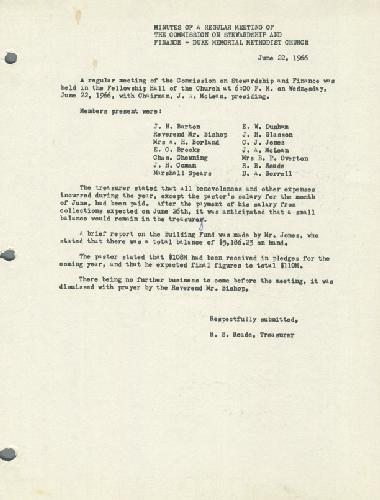 MINUTES OF A REGULAR MEETING OF
THE COMMISSION ON STEWARDSHIP AND
FINANCE - DUKE MEMORIAL METHODIST CHURCH
June 22, 1966
A regular meeting of the Commission on Stewardship and Finance was
held in the Fellowship Hall of the Church at 6:00 P. M. on Wednesday,
June 22, 1966, with Chairman, J. A. McLean, presiding.
Members present were:
J. N. Barton E. W. Dunham
Reverend Mr. Bishop J. H. Glasson
Mrs A. H. Borland O. J. Jones
E. C. Brooks J. A. McLean
Chas. Chewning Mrs B. P. Overton
J. H. Coman R. H. Reade
Marshall Spears D. A. Sorrell
The treasurer stated that all benevolences and other expenses
incurred during the year, except the pastor's salary for the month
of June, had been paid. After the payment of his salary from
collections expected on June 26th, it was anticipated that a small
balance would remain in the treasury.
A brief report on the Building Fund was made by Mr. Jones, who
stated that there was a total balance of $5,186.23 on hand.
The pastor stated that $108M had been received in pledges for the
coming year, and that he expected final figures to total $110M.
There being no further business to come before the meeting, it was
dismissed with prayer by the Reverend Mr. Bishop.
Respectfully submitted,
Reade, Treasurer